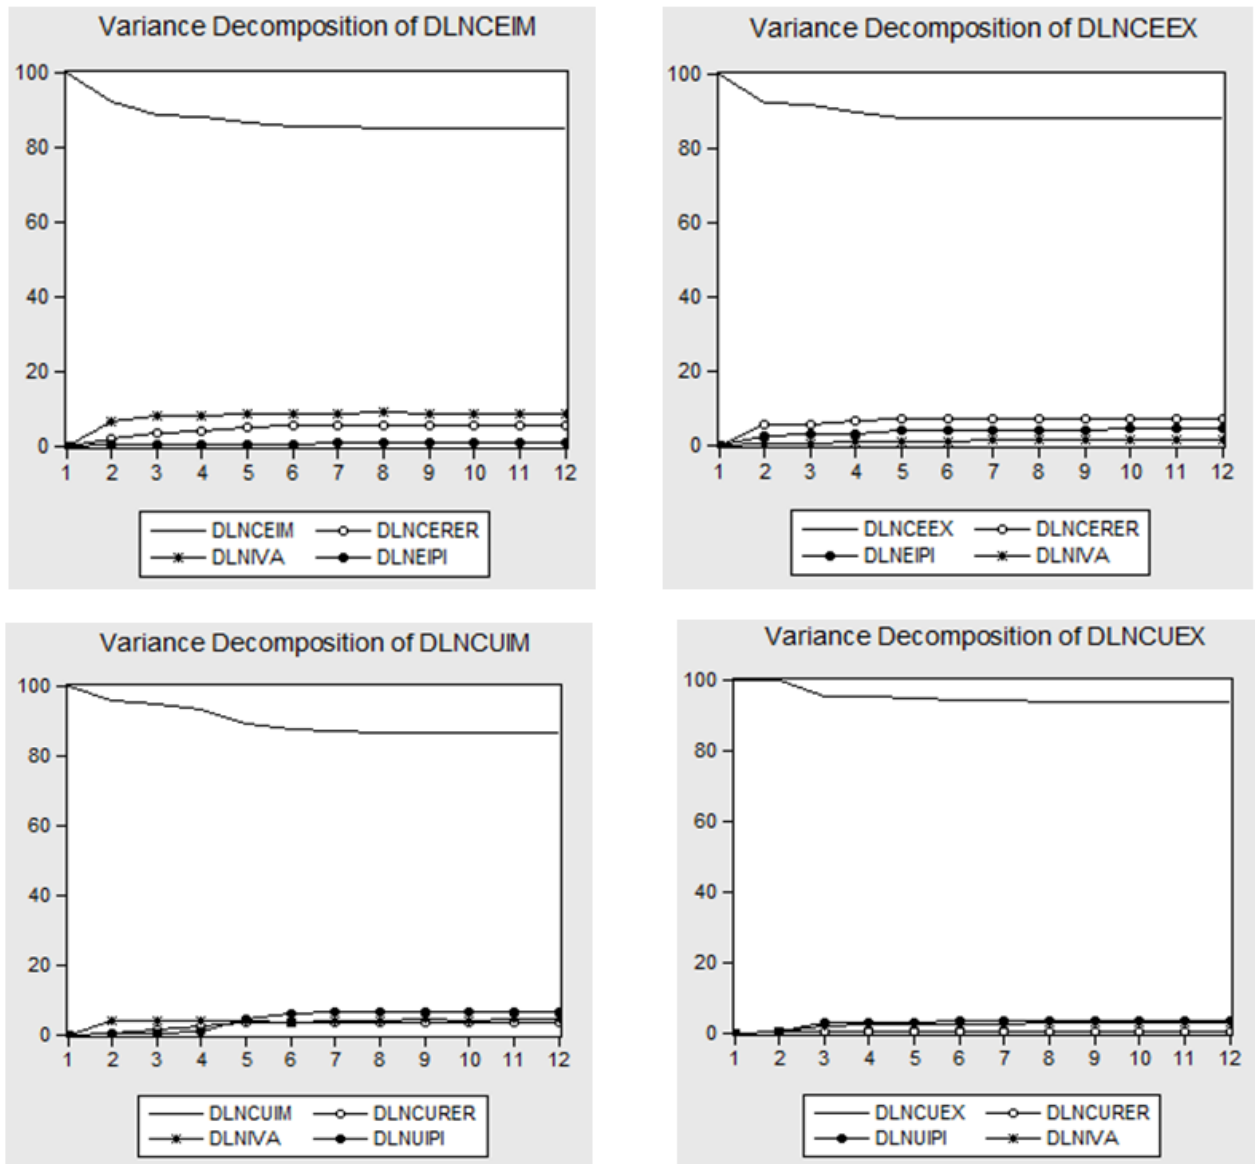 Variance Decomposition of DLNCEIM
100
80
60
40
20
0
1 2 3 4 5 6 7 8 9 10 11 12
DLNCEIM DLNCERER
DLNIVA DLNEIPI
Variance Decomposition of DLNCEEX
100
80
60
40
20
0
1 2 3 4 5 6 7 8 9 10 11 12
DLNCEEX DLNCERER
DLNEIPI DLNIVA
Variance Decomposition of DLNCUIM
100
80
60
40
20
0
1 2 3 4 5 6 7 8 9 10 11 12
DLNCUIM DLNCURER
DLNIVA DLNUIPI
Variance Decomposition of DLNCUEX
100
80
60
40
20
0
1 2 3 4 5 6 7 8 9 10 11 12
DLNCUEX DLNCURER
DLNUIPI DLNIVA